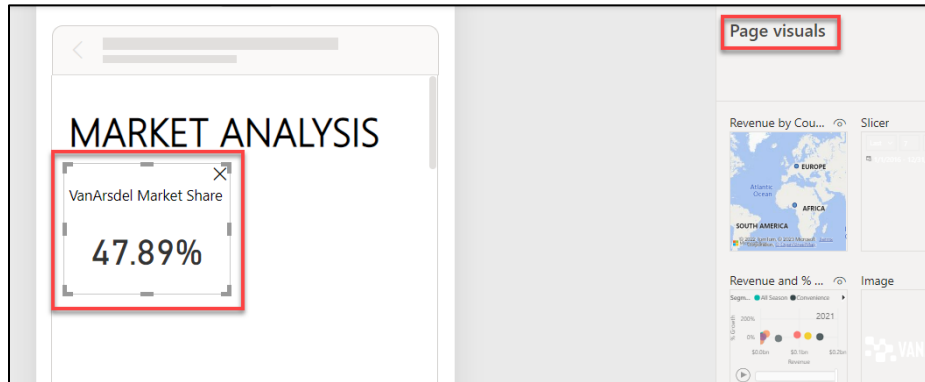 Page visuals
MARKET ANALYSIS
VanArsdel Market Share
47.89%
Revenue by Cou...
Slicer
EUROPE
Atlantic
Ocean
AFRICA
SOUTH AMERICA
Revenue and % ...
Image
Segm... All Season Convenience
2021
% Growth
200%
0%
$0.0bn $0.1bn $0.2bn
Revenue
VAN